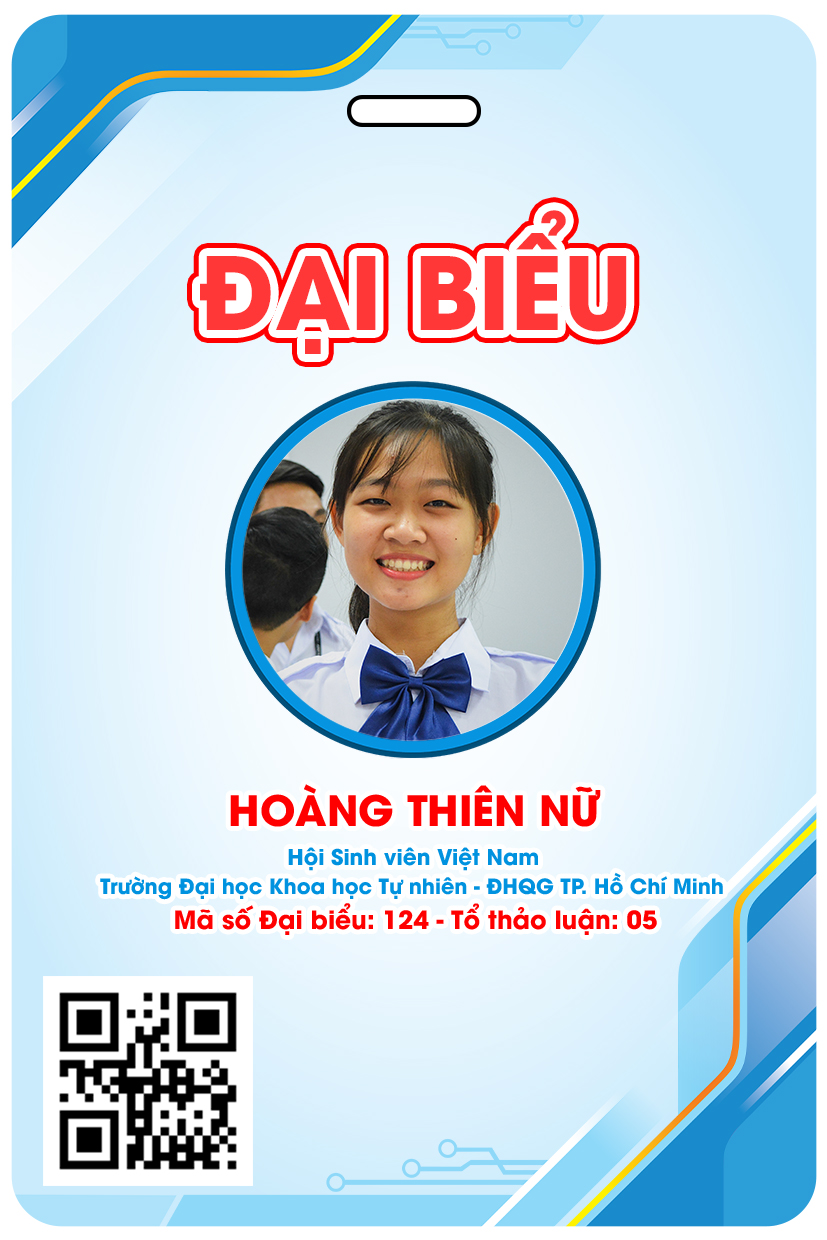 ĐẠI BIỂU
HOÀNG THIÊN NỮ
Hội Sinh viên Việt Nam
Trường Đại học Khoa học Tự nhiên - ĐHQG TP. Hồ Chí Minh
Mã số Đại biểu: 124 - Tổ thảo luận: 05